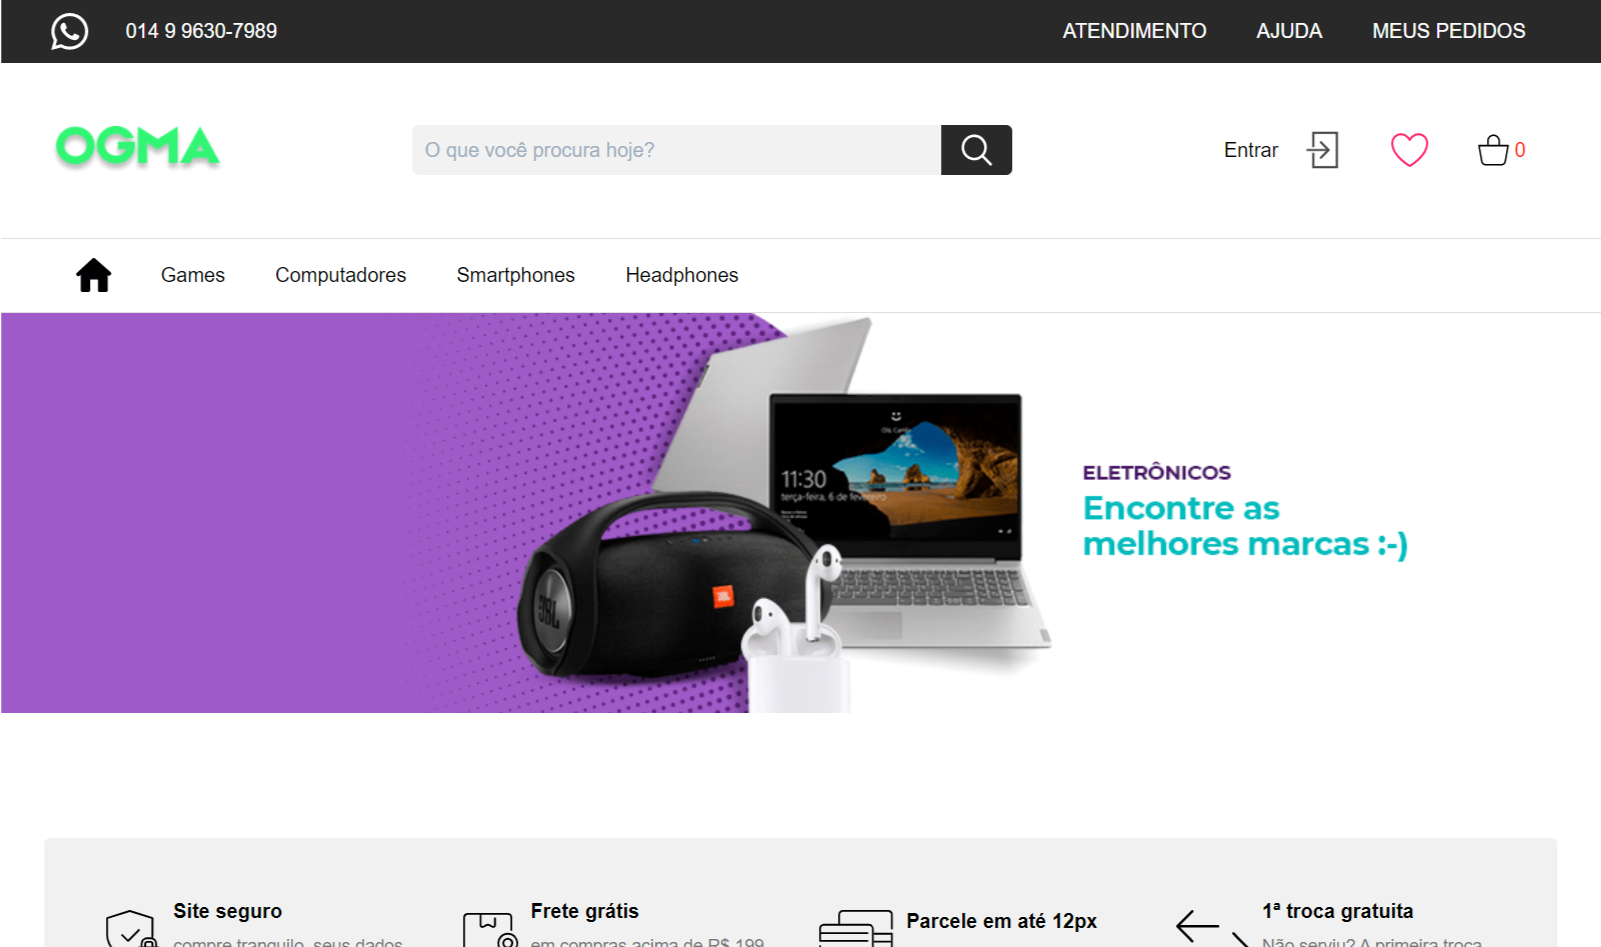 014 9 9630-7989
ATENDIMENTO
AJUDA
MEUS PEDIDOS
OGMA
O que você procura hoje?
Entrar
0
Games
Computadores
Smartphones
Headphones
11:30
terça-feira, 6 de fevereiro
JBL
JBL
ELETRÔNICOS
Encontre as
melhores marcas :-)
Site seguro
compre tranquilo, seus dados
Frete grátis
em compras acima de R$ 199
Parcele em até 12px
1ª troca gratuita
Não serviu? A primeira troca